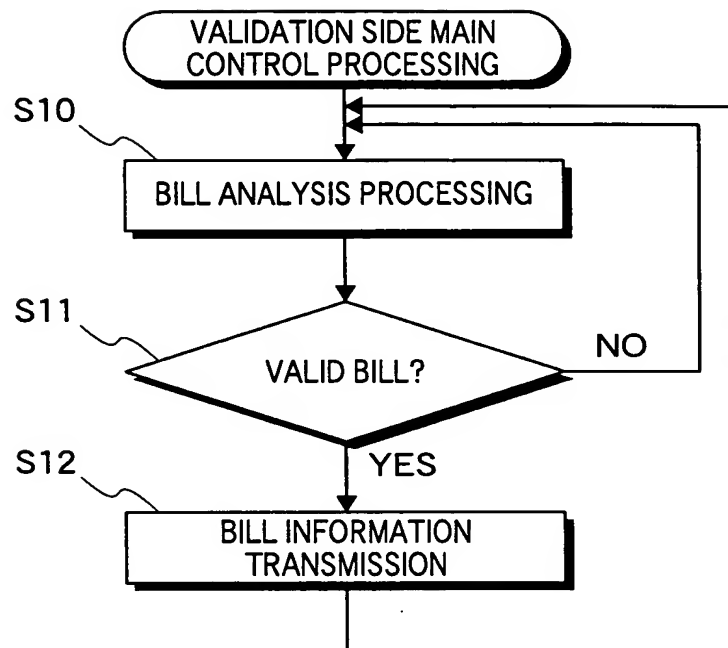 VALIDATION SIDE MAIN
CONTROL PROCESSING
S10
BILL ANALYSIS PROCESSING
S11
VALID BILL?
NO
YES
S12
BILL INFORMATION
TRANSMISSION